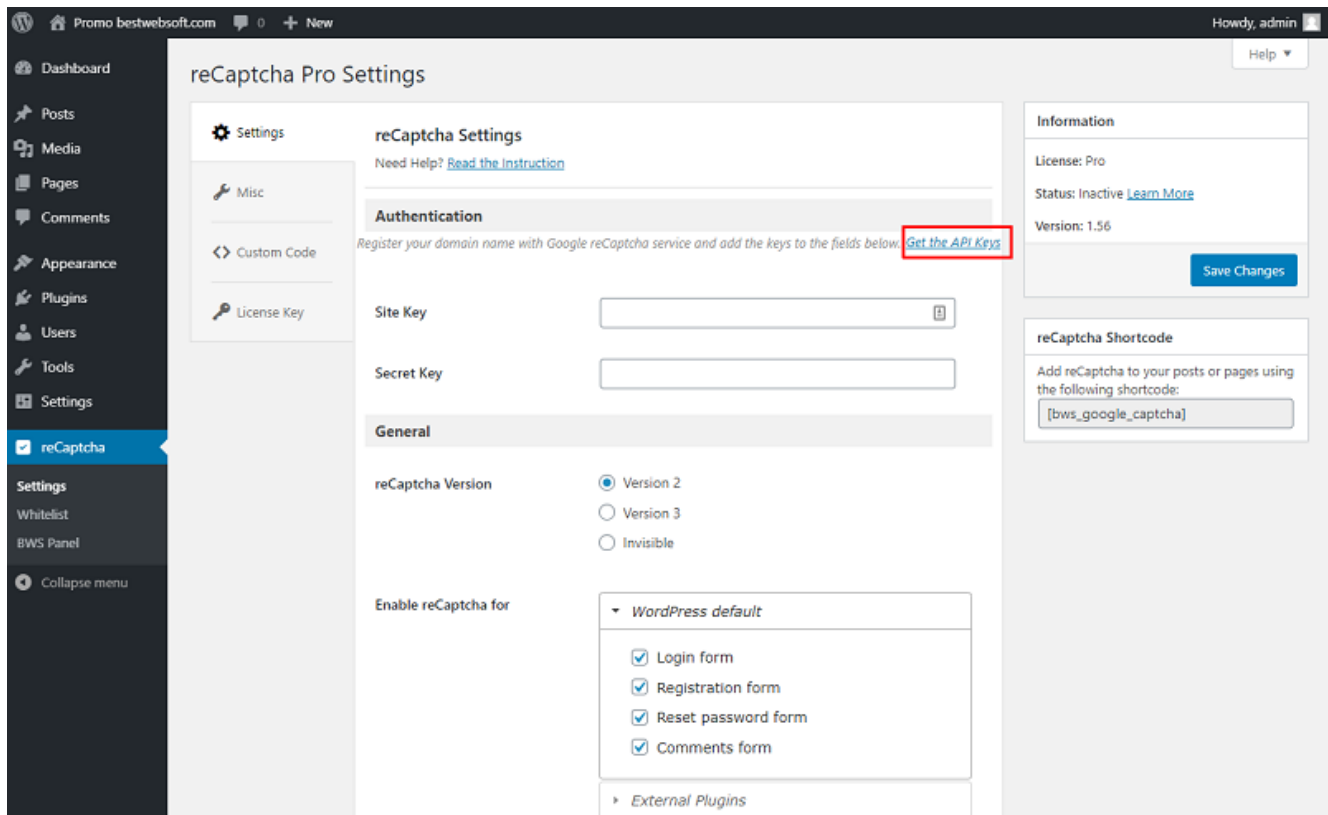 Promo bestwebsoft.com 0 New Howdy, admin
Help
Dashboard
Posts
Media
Pages
Comments
Appearance
Plugins
Users
Tools
Settings
reCaptcha
Settings
Whitelist
BWS Panel
Collapse menu
reCaptcha Pro Settings
Settings
Misc
Custom Code
License Key
reCaptcha Settings
Need Help? Read the Instruction
Authentication
Register your domain name with Google reCaptcha service and add the keys to the fields below. Get the API Keys
Site Key
Secret Key
General
reCaptcha Version
Version 2
Version 3
Invisible
Enable reCaptcha for
WordPress default
Login form
Registration form
Reset password form
Comments form
External Plugins
Information
License: Pro
Status: Inactive Learn More
Version: 1.56
Save Changes
reCaptcha Shortcode
Add reCaptcha to your posts or pages using
the following shortcode:
[bws_google_captcha]